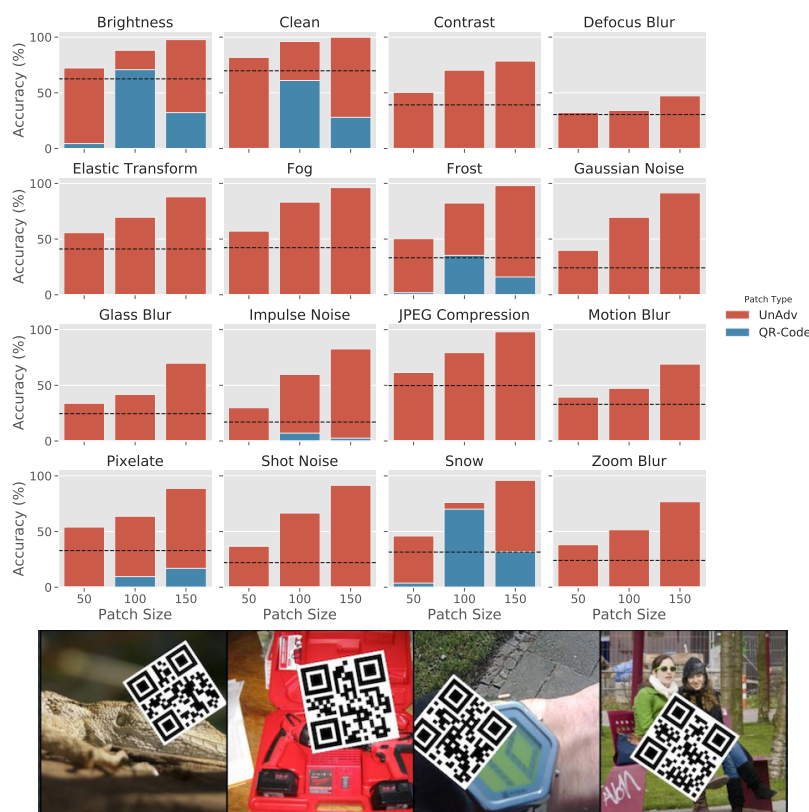 Brightness Clean Contrast Defocus Blur
100
50
0
Accuracy (%)
Elastic Transform Fog Frost Gaussian Noise
100
50
0
Accuracy (%)
Patch Type
UnAdv
QR-Code
Glass Blur Impulse Noise JPEG Compression Motion Blur
100
50
0
Accuracy (%)
Pixelate Shot Noise Snow Zoom Blur
100
50
0
Accuracy (%)
50 100 150 50 100 150 50 100 150 50 100 150
Patch Size Patch Size Patch Size Patch Size